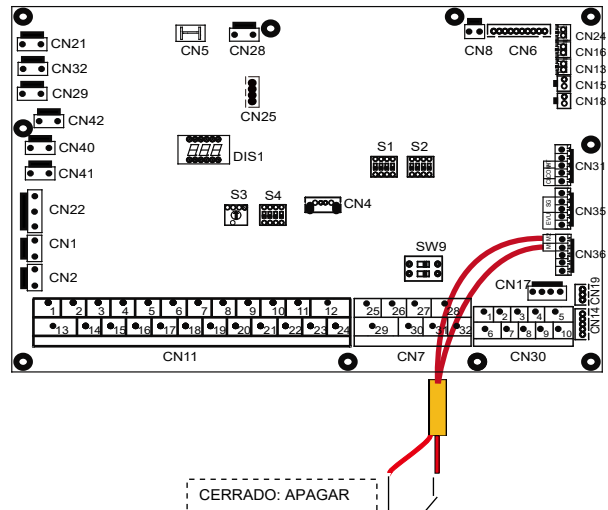 CN21
CN5
CN28
CN8
CN6
CN24
CN16
CN32
CN13
CN29
CN15
CN25
CN18
CN42
CN40
DIS1
S1
S2
CN41
CN31
CN22
S3
S4
CN4
SG
EVU
CN35
CN1
SW9
M1 M2
CN36
CN2
CN17
CN19
CN14
1 2 3 4 5 6 7 8 9 10 11 12
25 26 27 28
1 2 3 4 5
13 14 15 16 17 18 19 20 21 22 23 24
29 30 31 32
6 7 8 9 10
CN11
CN7
CN30
CERRADO: APAGAR